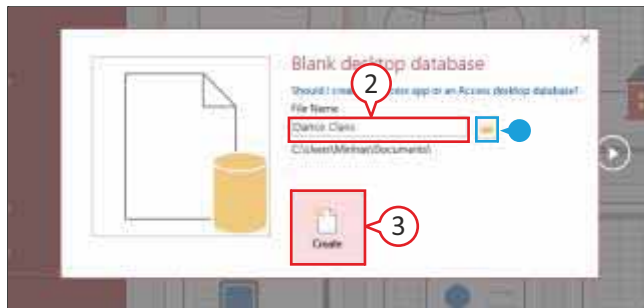 Blank desktop database
Should I create an Access app or an Access desktop database?
2
File Name
Dance Class
C:\Users\Minhas\Documents\
3
Create